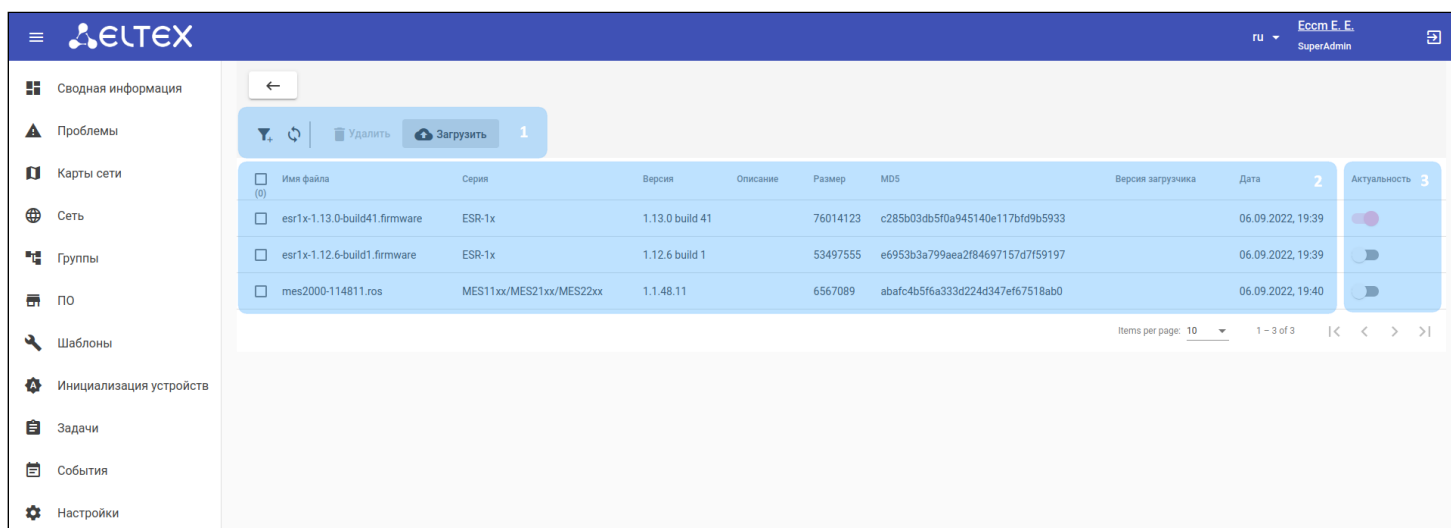 ELTEX
ru
Eccm E. E.
SuperAdmin
Сводная информация
Проблемы
Карты сети
Сеть
Группы
ПО
Шаблоны
Инициализация устройств
Задачи
События
Настройки
Удалить Загрузить 1
(0) Имя файла Серия Версия Описание Размер MD5 Версия загрузчика Дата 2 Актуальность 3
esr1x-1.13.0-build41.firmware ESR-1x 1.13.0 build 41 76014123 c285b03db5f0a945140e117bfd9b5933 06.09.2022, 19:39
esr1x-1.12.6-build1.firmware ESR-1x 1.12.6 build 1 53497555 e6953b3a799aea2f84697157d7f59197 06.09.2022, 19:39
mes2000-114811.ros MES11xx/MES21xx/MES22xx 1.1.48.11 6567089 abafc4b5f6a333d224d347ef67518ab0 06.09.2022, 19:40
Items per page: 10 1 – 3 of 3